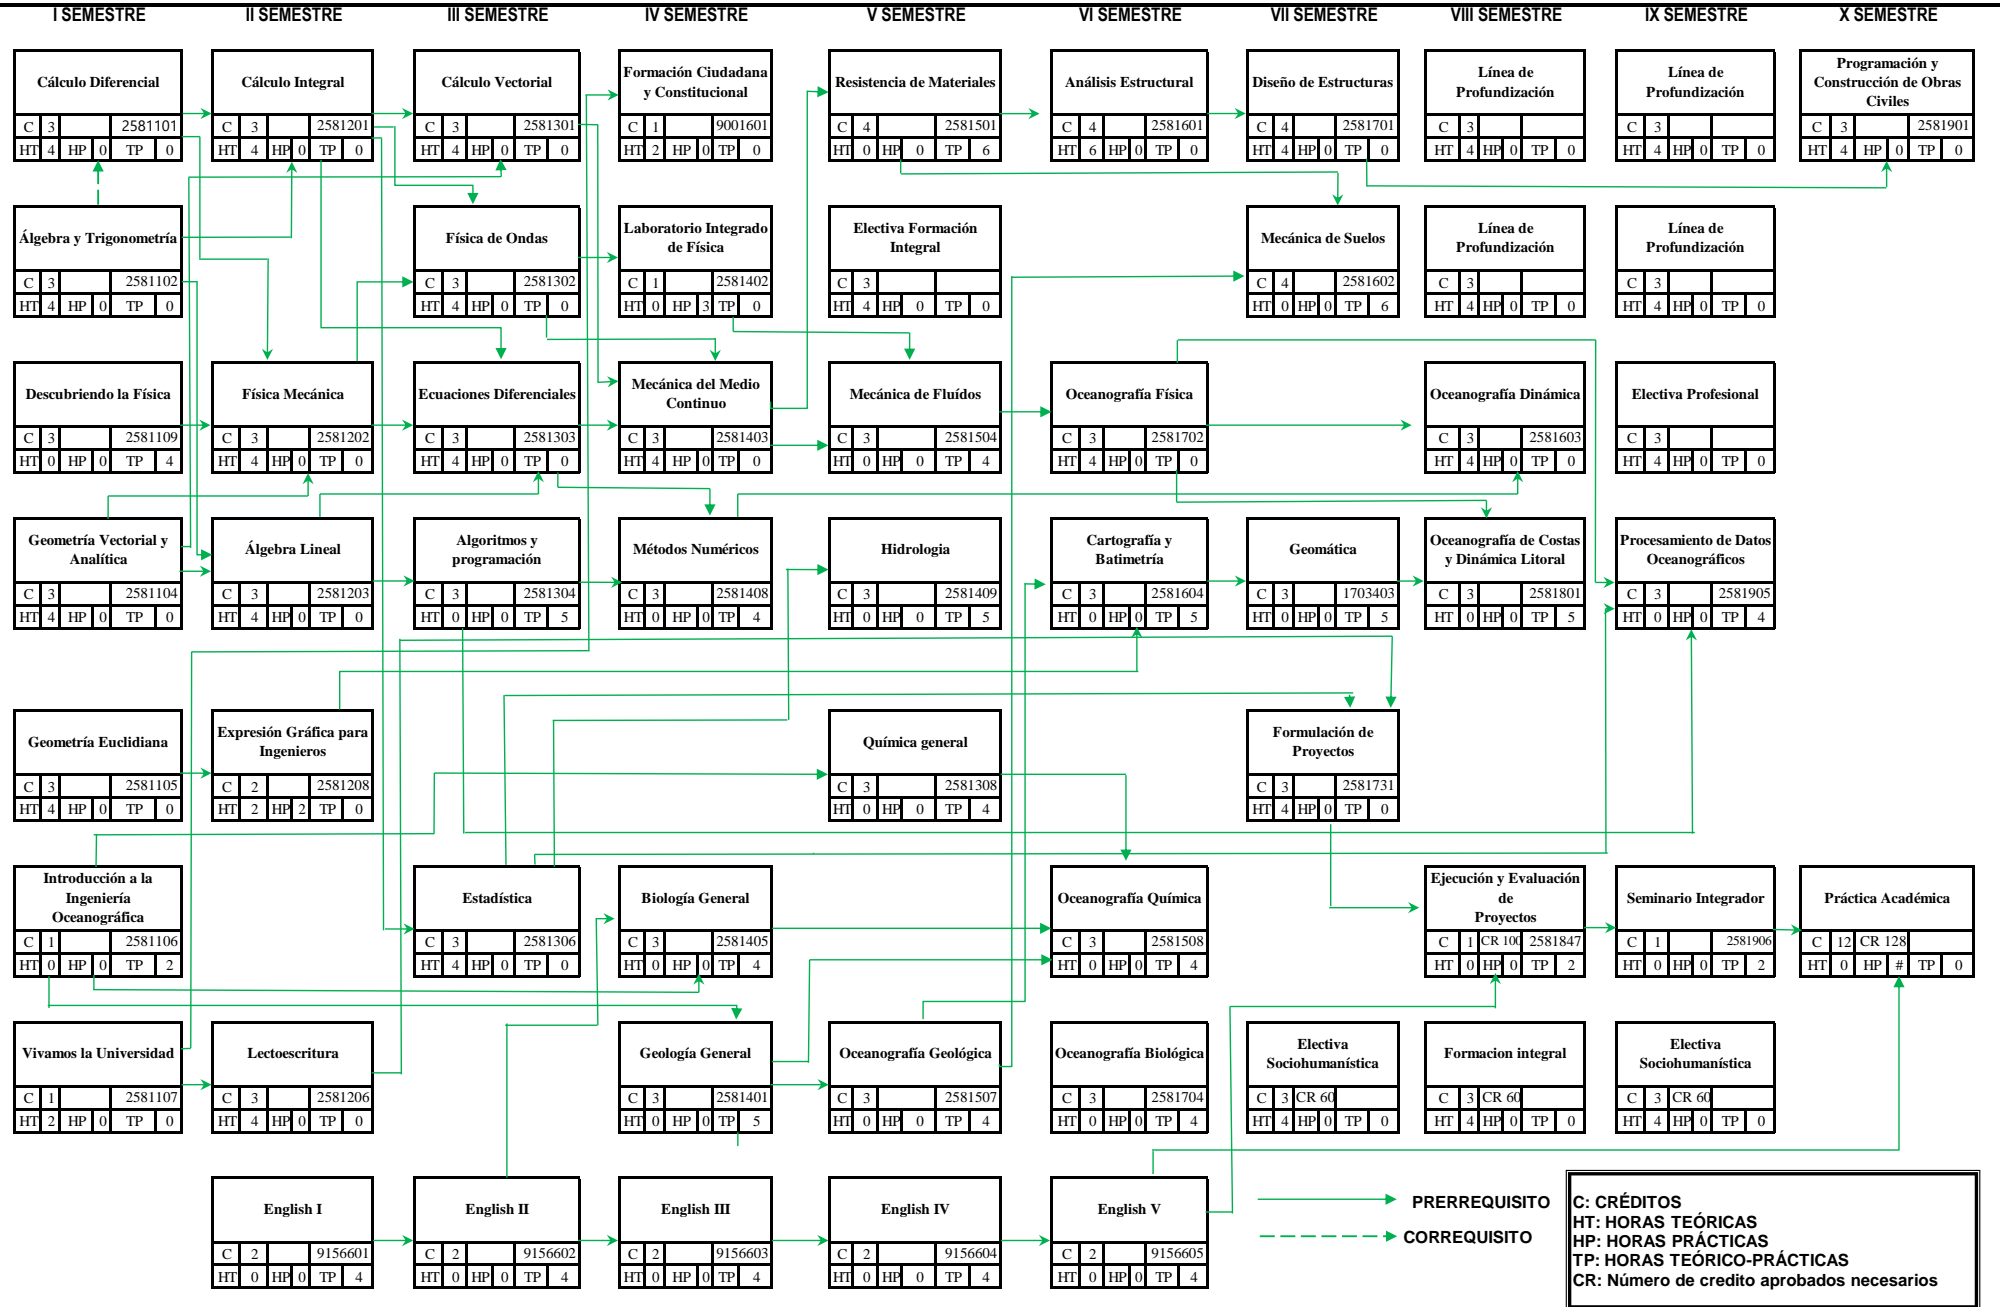 I SEMESTRE II SEMESTRE III SEMESTRE IV SEMESTRE V SEMESTRE VI SEMESTRE VII SEMESTRE VIII SEMESTRE IX SEMESTRE X SEMESTRE
Cálculo Diferencial
C 3 2581101
HT 4 HP 0 TP 0
Cálculo Integral
C 3 2581201
HT 4 HP 0 TP 0
Cálculo Vectorial
C 3 2581301
HT 4 HP 0 TP 0
Formación Ciudadana
y Constitucional
C 1 9001601
HT 2 HP 0 TP 0
Resistencia de Materiales
C 4 2581501
HT 0 HP 0 TP 6
Análisis Estructural
C 4 2581601
HT 6 HP 0 TP 0
Diseño de Estructuras
C 4 2581701
HT 4 HP 0 TP 0
Línea de
Profundización
C 3
HT 4 HP 0 TP 0
Línea de
Profundización
C 3
HT 4 HP 0 TP 0
Programación y
Construcción de Obras
Civiles
C 3 2581901
HT 4 HP 0 TP 0
Álgebra y Trigonometría
C 3 2581102
HT 4 HP 0 TP 0
Física de Ondas
C 3 2581302
HT 4 HP 0 TP 0
Laboratorio Integrado
de Física
C 1 2581402
HT 0 HP 3 TP 0
Electiva Formación
Integral
C 3
HT 4 HP 0 TP 0
Mecánica de Suelos
C 4 2581602
HT 0 HP 0 TP 6
Línea de
Profundización
C 3
HT 4 HP 0 TP 0
Línea de
Profundización
C 3
HT 4 HP 0 TP 0
Descubriendo la Física
C 3 2581109
HT 0 HP 0 TP 4
Física Mecánica
C 3 2581202
HT 4 HP 0 TP 0
Ecuaciones Diferenciales
C 3 2581303
HT 4 HP 0 TP 0
Mecánica del Medio
Continuo
C 3 2581403
HT 4 HP 0 TP 0
Mecánica de Fluídos
C 3 2581504
HT 0 HP 0 TP 4
Oceanografía Física
C 3 2581702
HT 4 HP 0 TP 0
Oceanografía Dinámica
C 3 2581603
HT 4 HP 0 TP 0
Electiva Profesional
C 3
HT 4 HP 0 TP 0
Geometría Vectorial y
Analítica
C 3 2581104
HT 4 HP 0 TP 0
Álgebra Lineal
C 3 2581203
HT 4 HP 0 TP 0
Algoritmos y
programación
C 3 2581304
HT 0 HP 0 TP 5
Métodos Numéricos
C 3 2581408
HT 0 HP 0 TP 4
Hidrologia
C 3 2581409
HT 0 HP 0 TP 5
Cartografía y
Batimetría
C 3 2581604
HT 0 HP 0 TP 5
Geomática
C 3 1703403
HT 0 HP 0 TP 5
Oceanografía de Costas
y Dinámica Litoral
C 3 2581801
HT 0 HP 0 TP 5
Procesamiento de Datos
Oceanográficos
C 3 2581905
HT 0 HP 0 TP 4
Geometría Euclidiana
C 3 2581105
HT 4 HP 0 TP 0
Expresión Gráfica para
Ingenieros
C 2 2581208
HT 2 HP 2 TP 0
Química general
C 3 2581308
HT 0 HP 0 TP 4
Formulación de
Proyectos
C 3 2581731
HT 4 HP 0 TP 0
Introducción a la
Ingeniería
Oceanográfica
C 1 2581106
HT 0 HP 0 TP 2
Estadística
C 3 2581306
HT 4 HP 0 TP 0
Biología General
C 3 2581405
HT 0 HP 0 TP 4
Oceanografía Química
C 3 2581508
HT 0 HP 0 TP 4
Ejecución y Evaluación
de
Proyectos
C 1 CR 100 2581847
HT 0 HP 0 TP 2
Seminario Integrador
C 1 2581906
HT 0 HP 0 TP 2
Práctica Académica
C 12 CR 128
HT 0 HP # TP 0
Vivamos la Universidad
C 1 2581107
HT 2 HP 0 TP 0
Lectoescritura
C 3 2581206
HT 4 HP 0 TP 0
Geología General
C 3 2581401
HT 0 HP 0 TP 5
Oceanografía Geológica
C 3 2581507
HT 0 HP 0 TP 4
Oceanografía Biológica
C 3 2581704
HT 0 HP 0 TP 4
Electiva
Sociohumanística
C 3 CR 60
HT 4 HP 0 TP 0
Formacion integral
C 3 CR 60
HT 4 HP 0 TP 0
Electiva
Sociohumanística
C 3 CR 60
HT 4 HP 0 TP 0
English I
C 2 9156601
HT 0 HP 0 TP 4
English II
C 2 9156602
HT 0 HP 0 TP 4
English III
C 2 9156603
HT 0 HP 0 TP 4
English IV
C 2 9156604
HT 0 HP 0 TP 4
English V
C 2 9156605
HT 0 HP 0 TP 4
PRERREQUISITO
CORREQUISITO
C: CRÉDITOS
HT: HORAS TEÓRICAS
HP: HORAS PRÁCTICAS
TP: HORAS TEÓRICO-PRÁCTICAS
CR: Número de credito aprobados necesarios